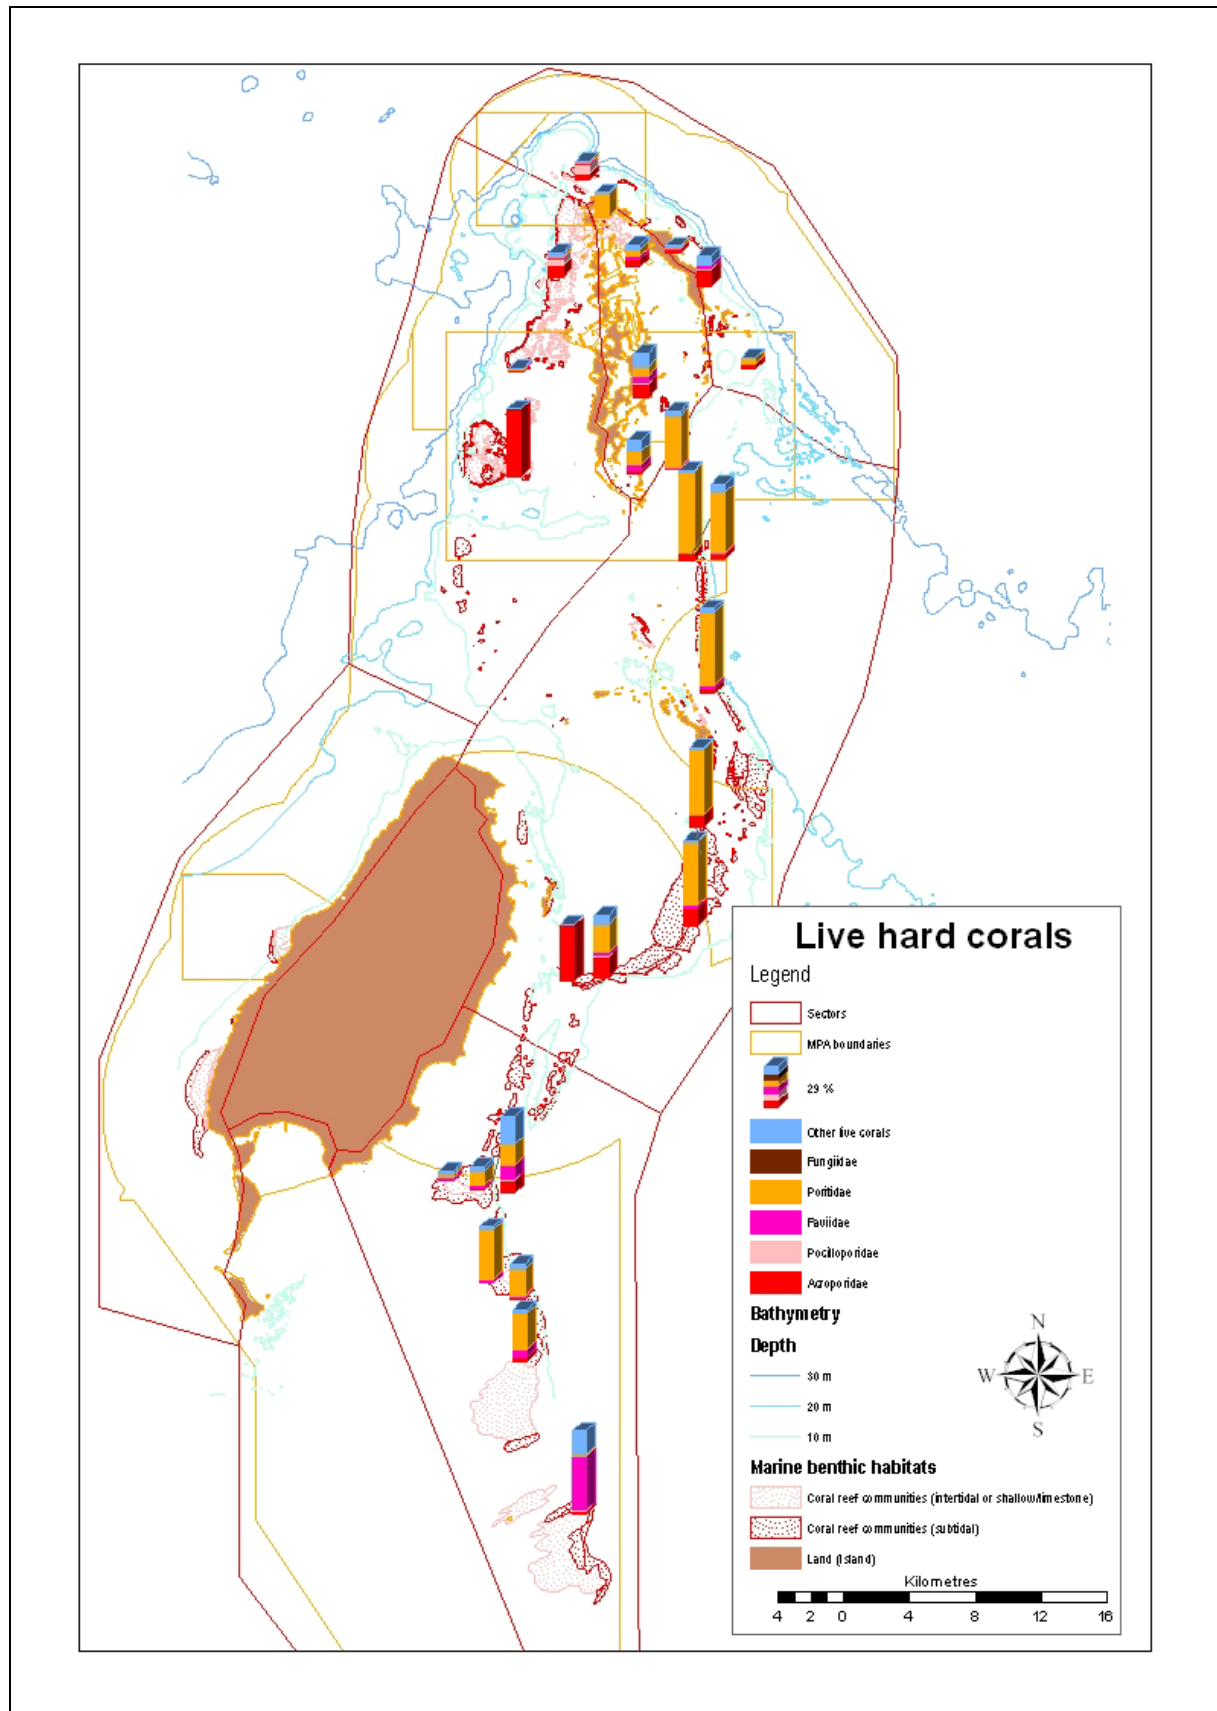 Live hard corals
Legend
Sectors
MPA boundaries
29 %
Other live corals
Fungiidae
Poritidae
Faviidae
Pocilloporidae
Acroporidae
Bathymetry
Depth
30 m
20 m
10 m
N
W E
S
Marine benthic habitats
Coral reef communities (intertidal or shallow/limestone)
Coral reef communities (subtidal)
Land (Island)
Kilometres
4 2 0 4 8 12 16